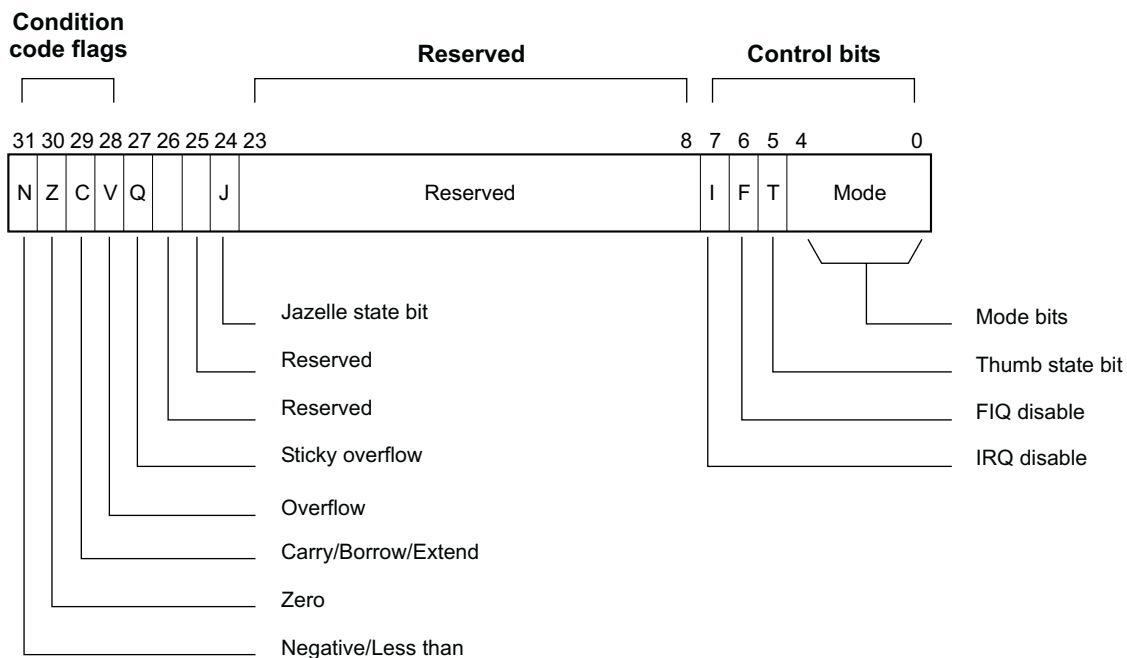 Condition
code flags
Reserved
Control bits
31 30 29 28 27 26 25 24 23 8 7 6 5 4 0
N Z C V Q J Reserved I F T Mode
Jazelle state bit
Mode bits
Reserved
Thumb state bit
Reserved
FIQ disable
Sticky overflow
IRQ disable
Overflow
Carry/Borrow/Extend
Zero
Negative/Less than